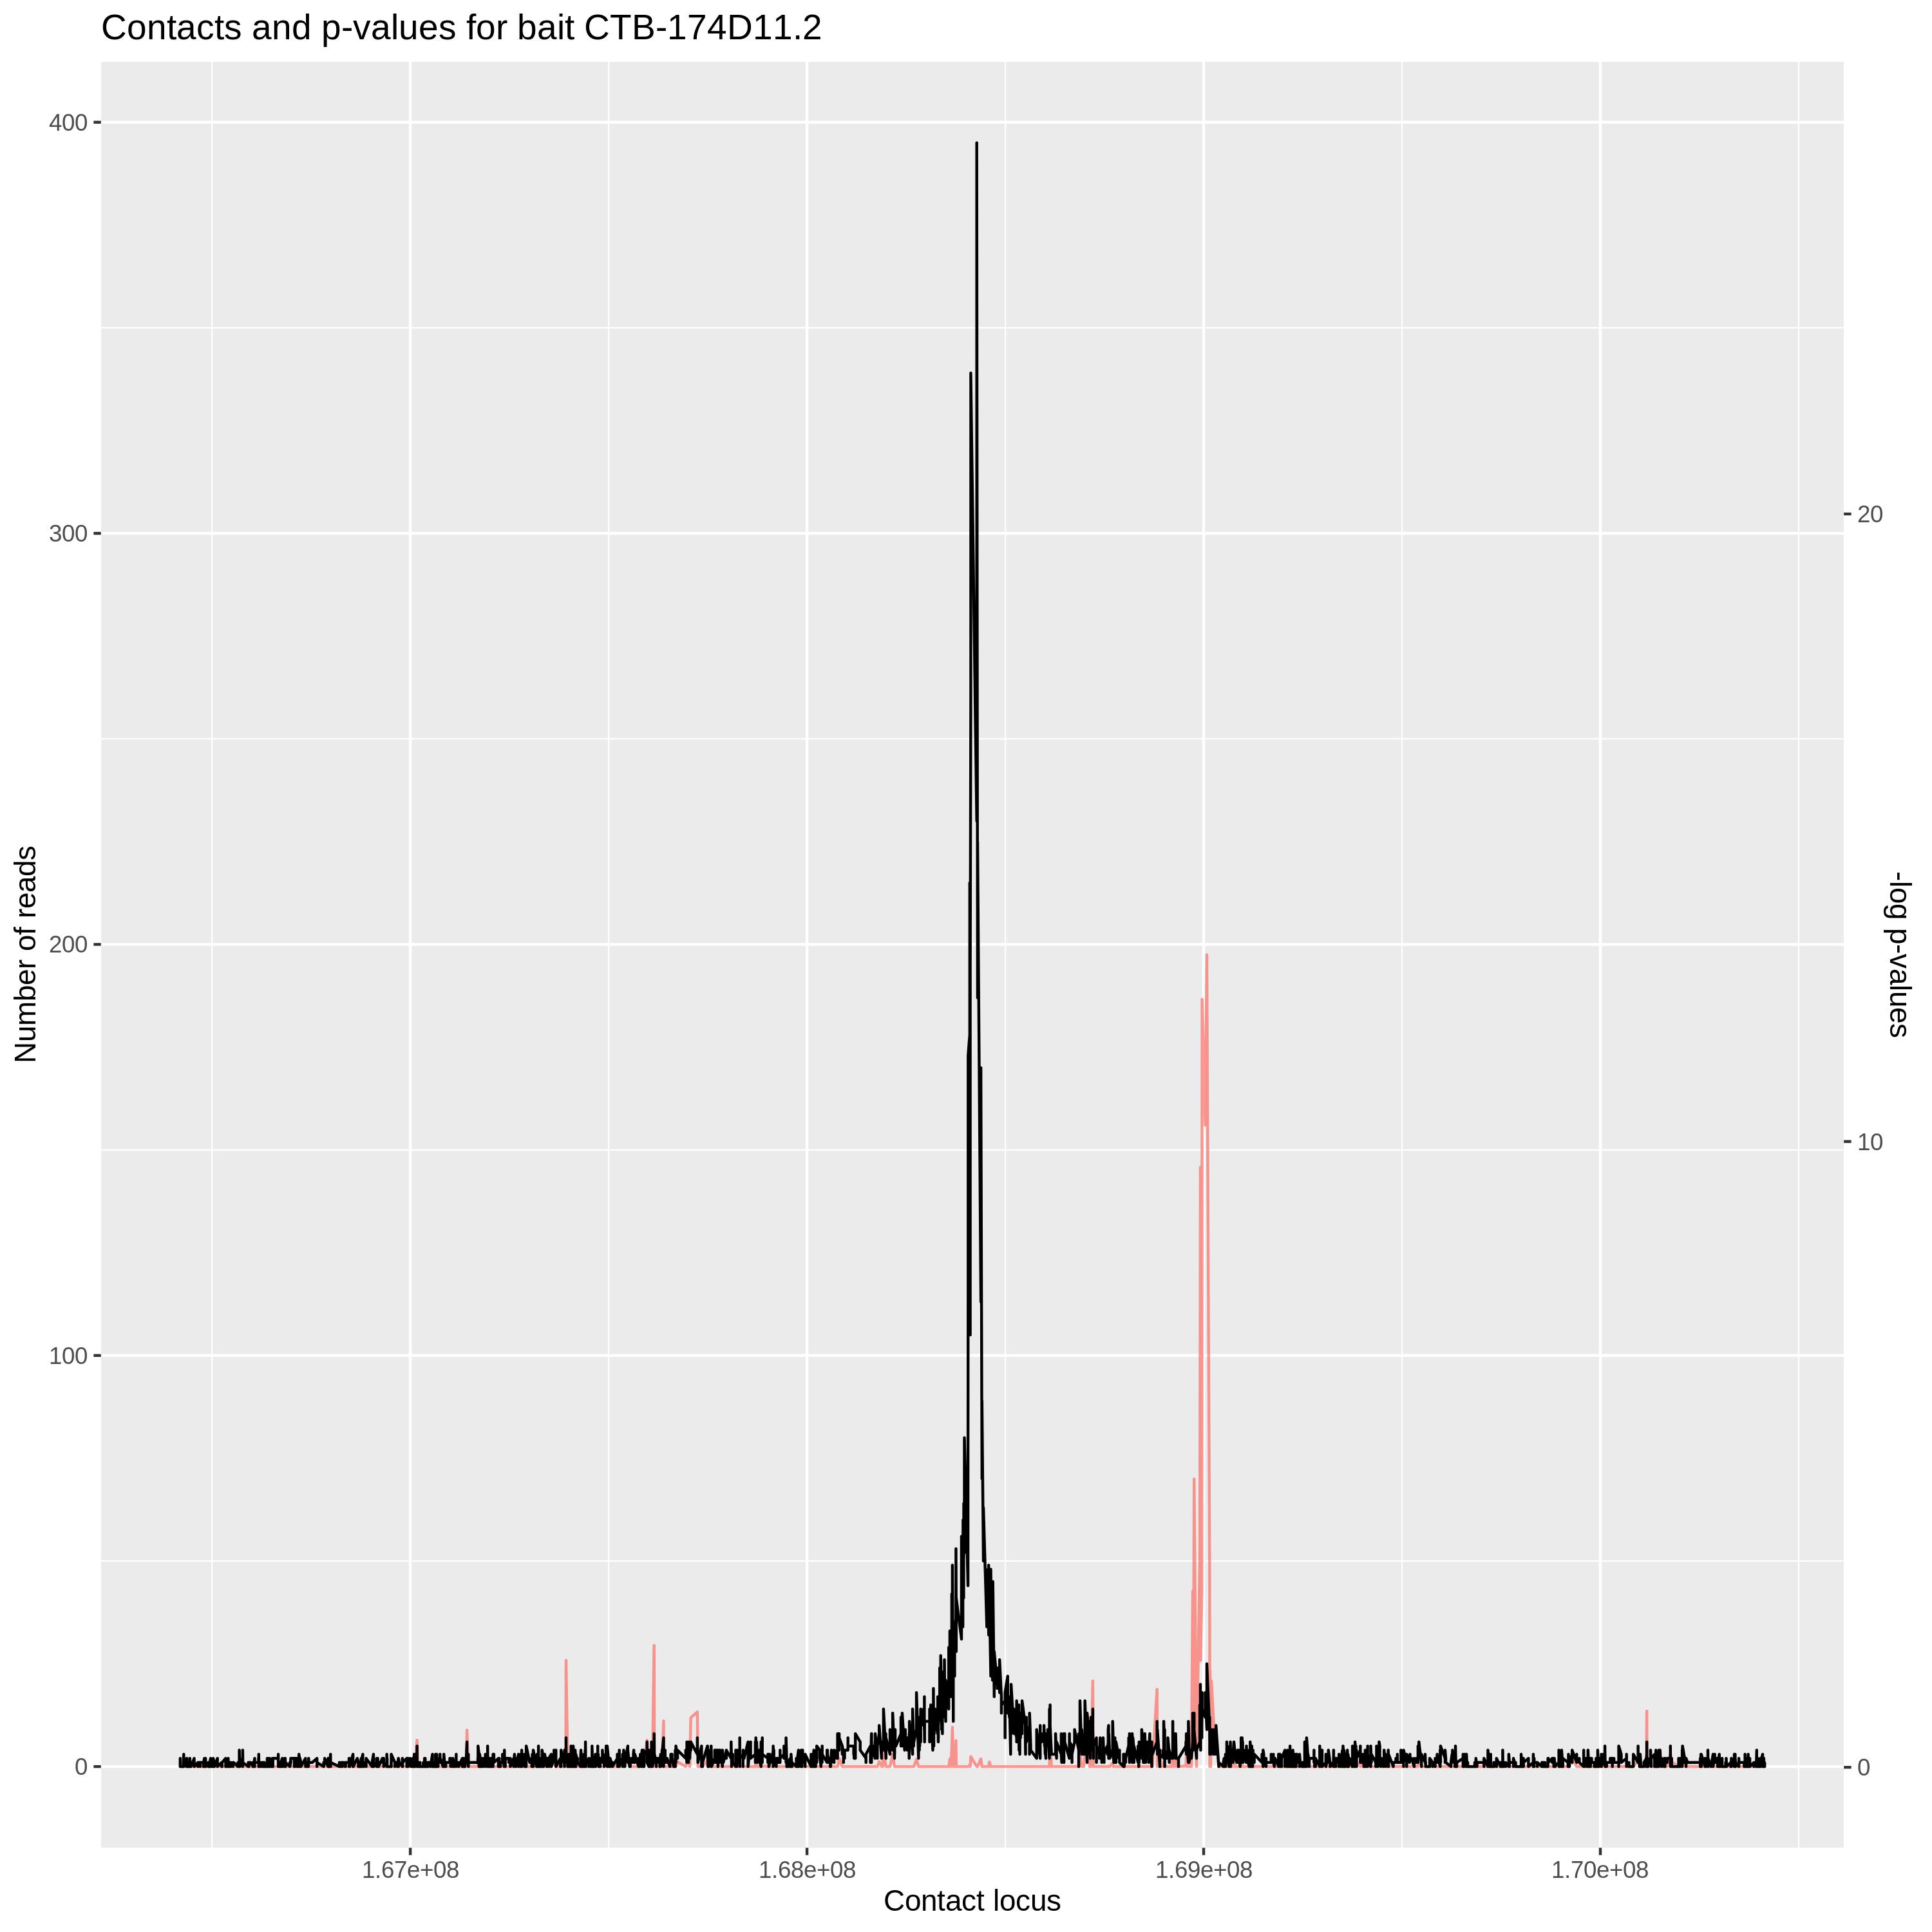 Contacts and p-values for bait CTB-174D11.2
400
300
200
100
0
Number of reads
20
10
0
-log p-values
1.67e+08
1.68e+08
1.69e+08
1.70e+08
Contact locus